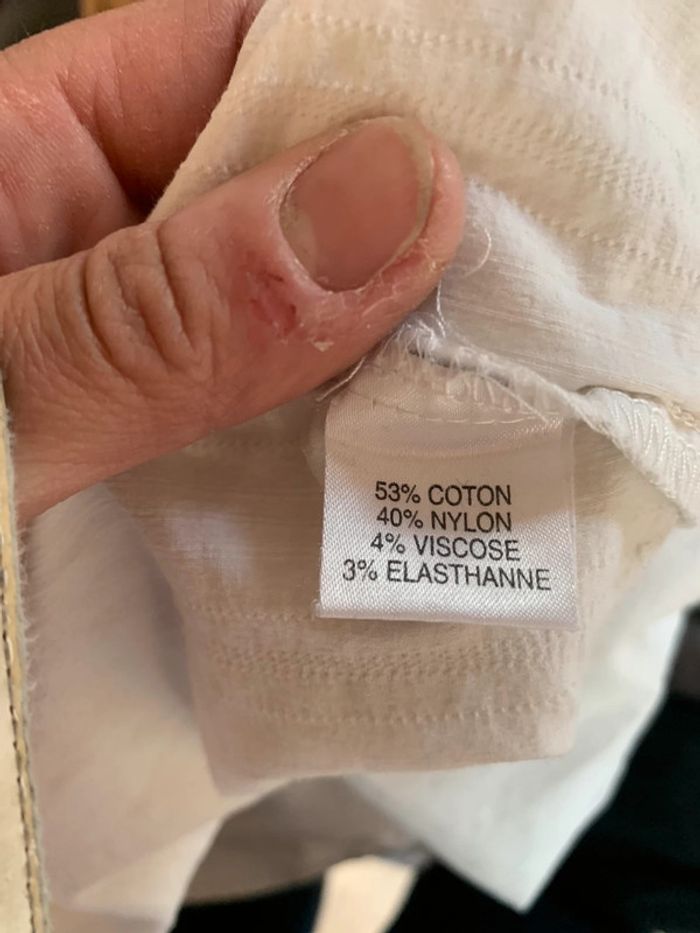 53% COTON
40% NYLON
4% VISCOSE
3% ELASTHANNE